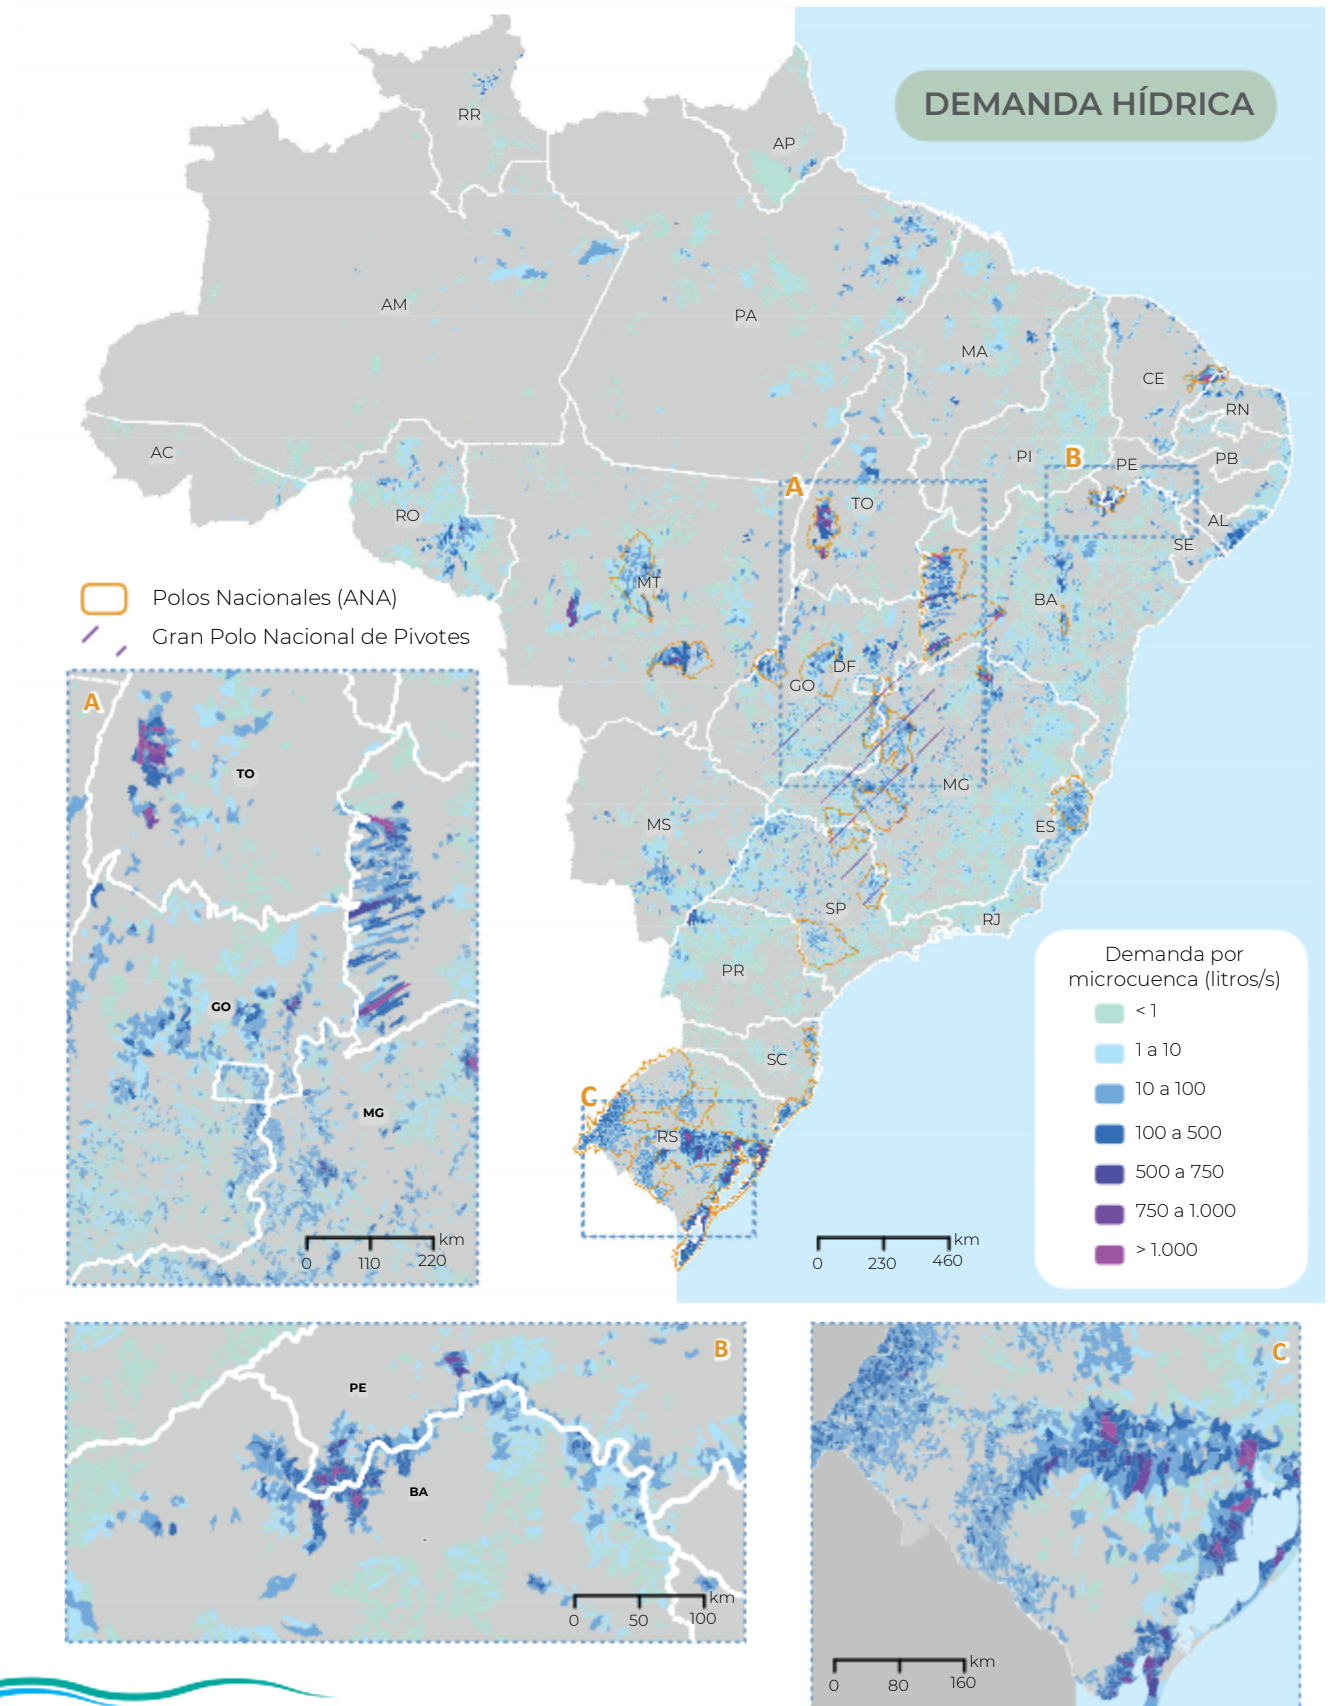 DEMANDA HÍDRICA
RR
AP
AM
PA
MA
CE
RN
AC
PI
PE
PB
B
A
TO
AL
RO
SE
MT
BA
Polos Nacionales (ANA)
Gran Polo Nacional de Pivotes
DF
GO
MG
MS
ES
SP
RJ
PR
SC
C
RS
km
0 230 460
Demanda por
microcuenca (litros/s)
< 1
1 a 10
10 a 100
100 a 500
500 a 750
750 a 1.000
> 1.000
A
TO
GO
MG
km
0 110 220
B
PE
BA
km
0 50 100
C
km
0 80 160